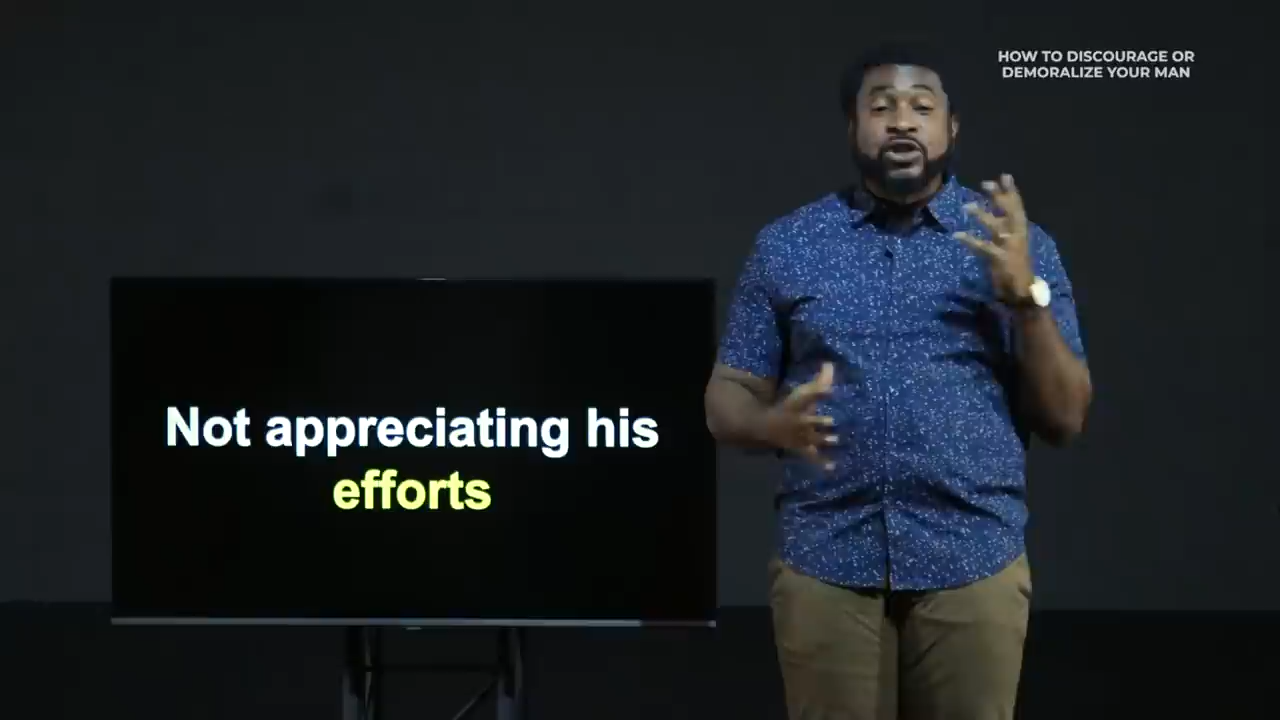 HOW TO DISCOURAGE OR
DEMORALIZE YOUR MAN
Not appreciating his
efforts